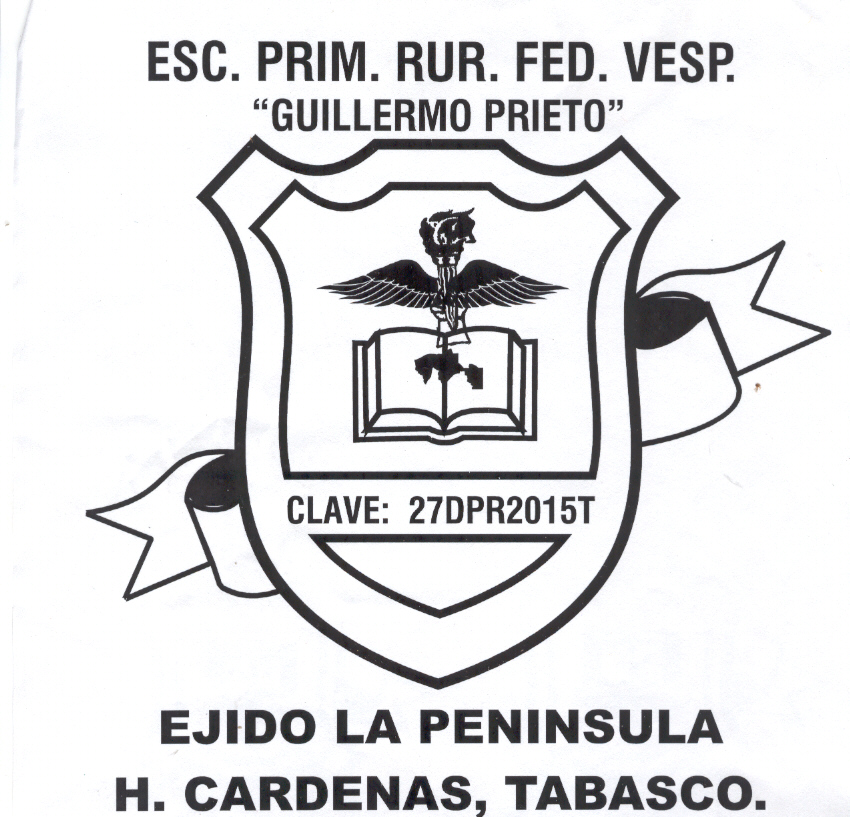 ESC. PRIM. RUR. FED. VESP.
“GUILLERMO PRIETO”
CLAVE: 27DPR2015T
EJIDO LA PENINSULA
H. CARDENAS, TABASCO.